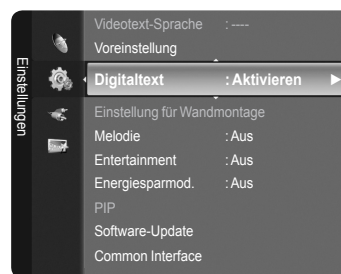 Einstellungen
Videotext-Sprache : ----
Voreinstellung
Digitaltext : Aktivieren
Einstellung für Wandmontage
Melodie : Aus
Entertainment : Aus
Energiesparmod. : Aus
PIP
Software-Update
Common Interface